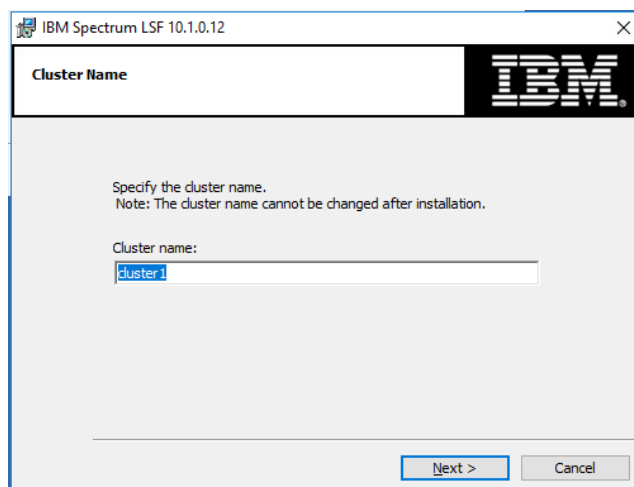 IBM Spectrum LSF 10.1.0.12
Cluster Name
IBM®
Specify the cluster name.
Note: The cluster name cannot be changed after installation.
Cluster name:
cluster1
Next >
Cancel